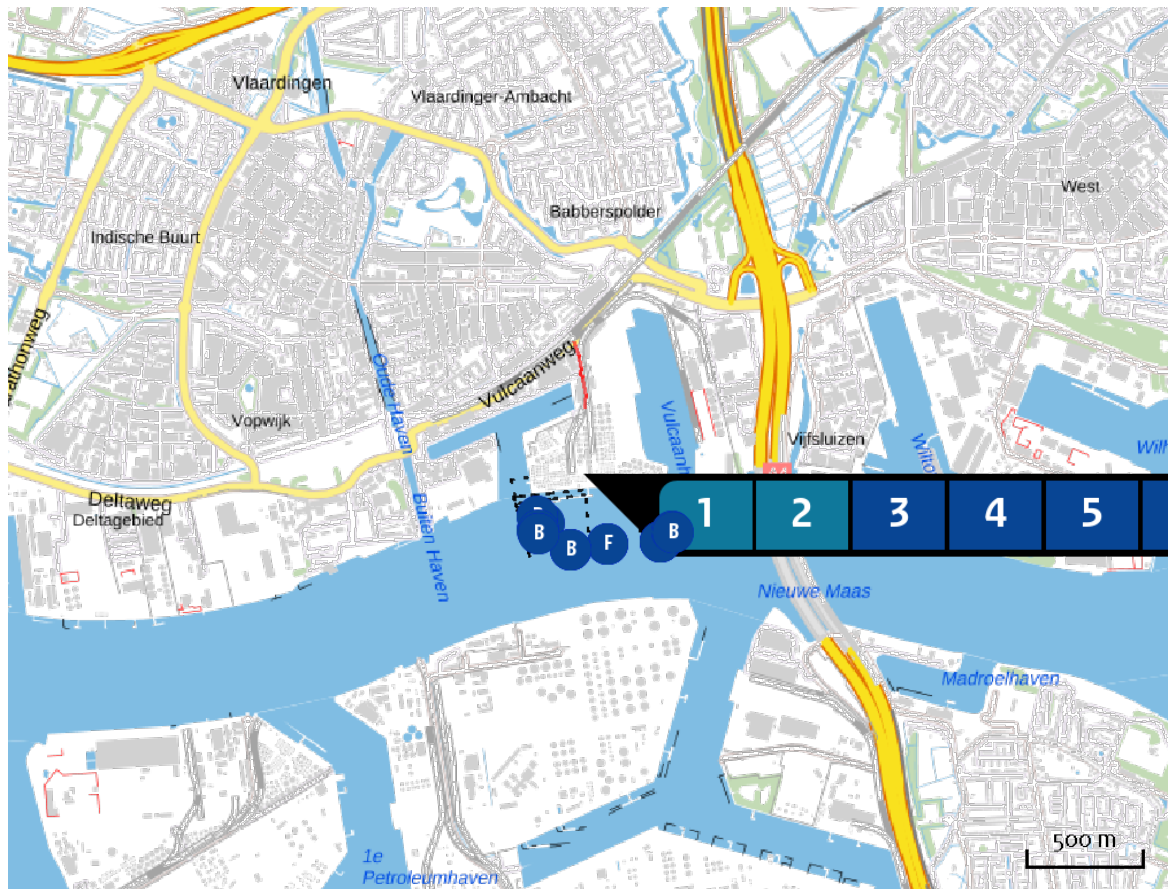 Vlaardingen
Vlaardinger-Ambacht
West
Babberspolder
Indische Buurt
Vulcaanweg
Oude Haven
Vopwijk
Vijfsluizen
Deltaweg
Deltagebied
Buiten Haven
1 2 3 4 5
B
B F
B
Nieuwe Maas
Madroelhaven
500 m
1e
Petroleumhaven